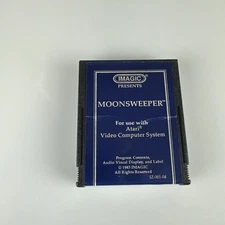 IMAGIC
PRESENTS
MOONSWEEPER™
For use with
Atari®
Video Computer System
Program Contents,
Audio Visual Display, and Label
© 1983 IMAGIC
All Rights Reserved